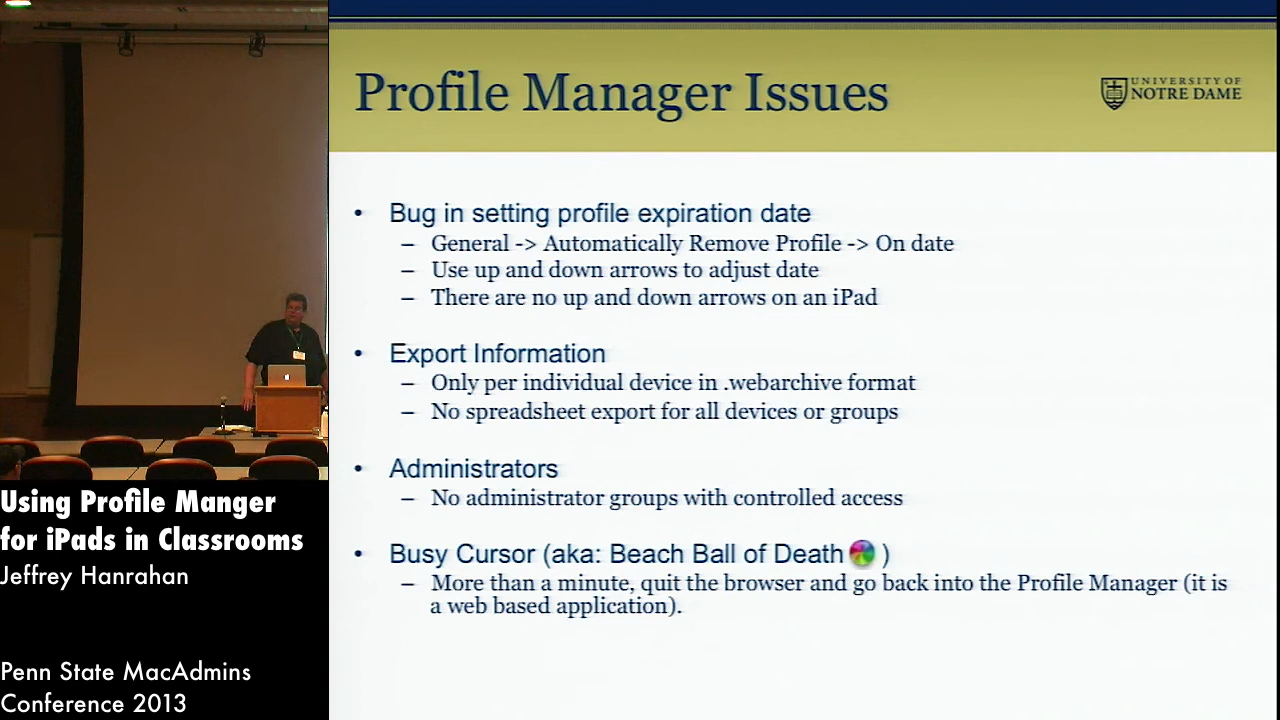 Profile Manager Issues
UNIVERSITY OF
NOTRE DAME
• Bug in setting profile expiration date
– General -> Automatically Remove Profile -> On date
– Use up and down arrows to adjust date
– There are no up and down arrows on an iPad
• Export Information
– Only per individual device in .webarchive format
– No spreadsheet export for all devices or groups
• Administrators
– No administrator groups with controlled access
• Busy Cursor (aka: Beach Ball of Death )
– More than a minute, quit the browser and go back into the Profile Manager (it is
a web based application).
Using Profile Manger
for iPads in Classrooms
Jeffrey Hanrahan
Penn State MacAdmins
Conference 2013